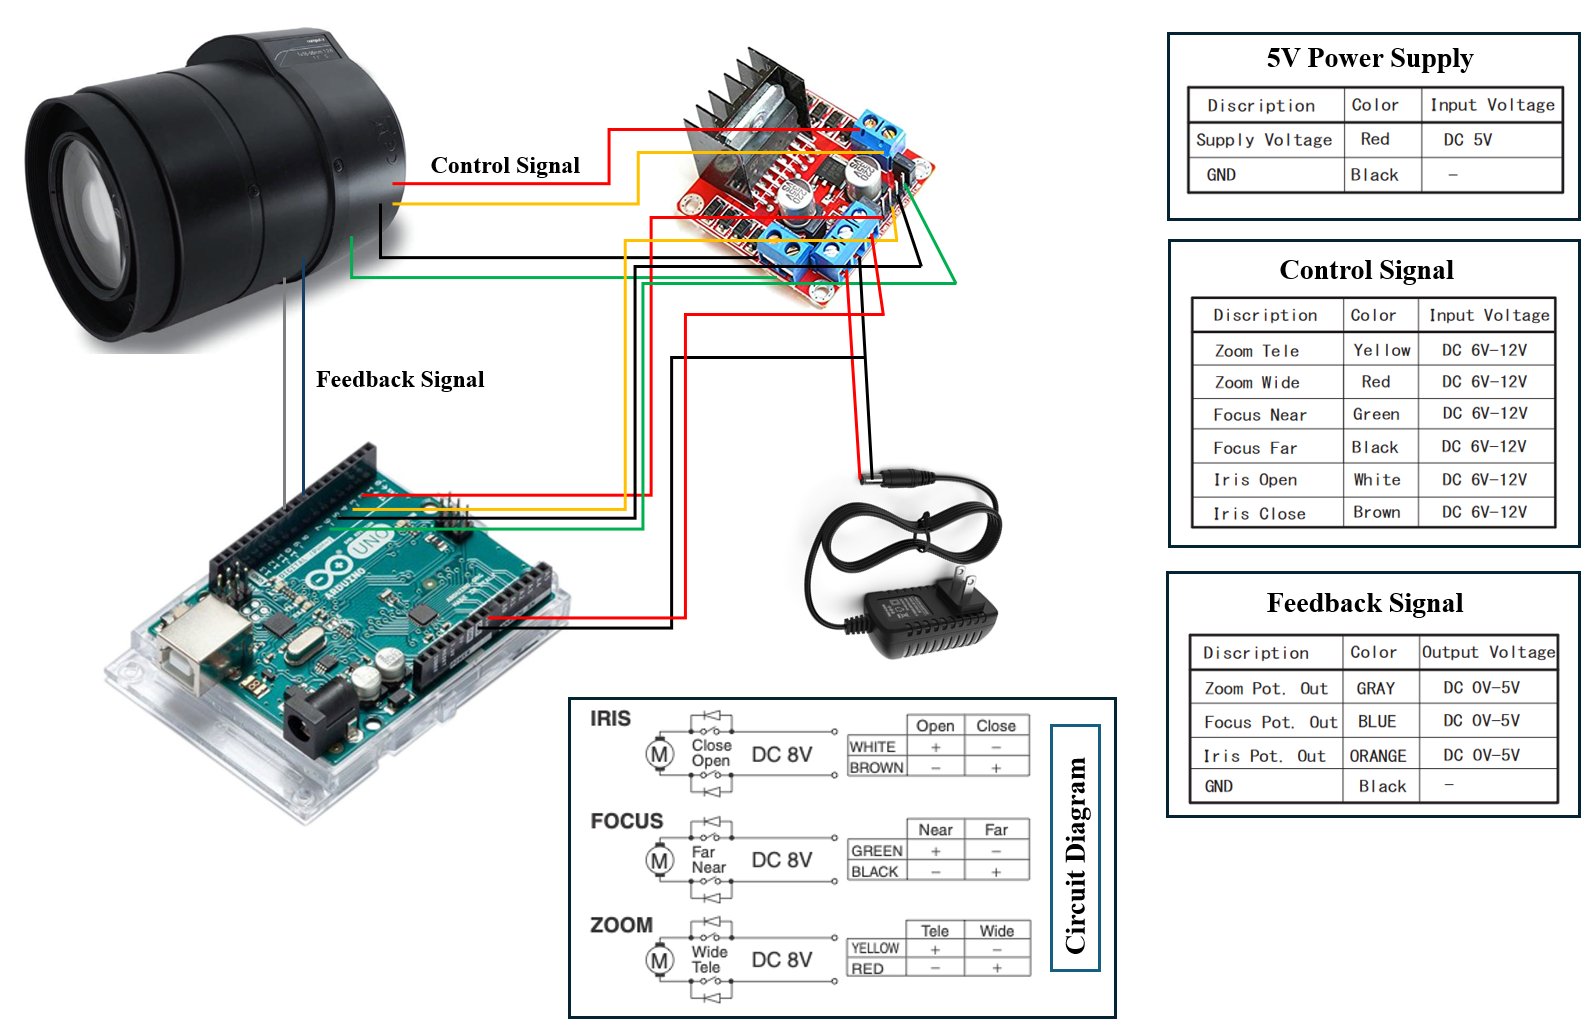 Control Signal
Feedback Signal
UNO
ARDUINO
5V Power Supply
Discription Color Input Voltage
Supply Voltage Red DC 5V
GND Black -
Control Signal
Discription Color Input Voltage
Zoom Tele Yellow DC 6V-12V
Zoom Wide Red DC 6V-12V
Focus Near Green DC 6V-12V
Focus Far Black DC 6V-12V
Iris Open White DC 6V-12V
Iris Close Brown DC 6V-12V
Feedback Signal
Discription Color Output Voltage
Zoom Pot. Out GRAY DC 0V-5V
Focus Pot. Out BLUE DC 0V-5V
Iris Pot. Out ORANGE DC 0V-5V
GND Black -
IRIS
M
Close
Open
DC 8V
Open Close
WHITE + -
BROWN - +
FOCUS
M
Far
Near
DC 8V
Near Far
GREEN + -
BLACK - +
ZOOM
M
Wide
Tele
DC 8V
Tele Wide
YELLOW + -
RED - +
Circuit Diagram